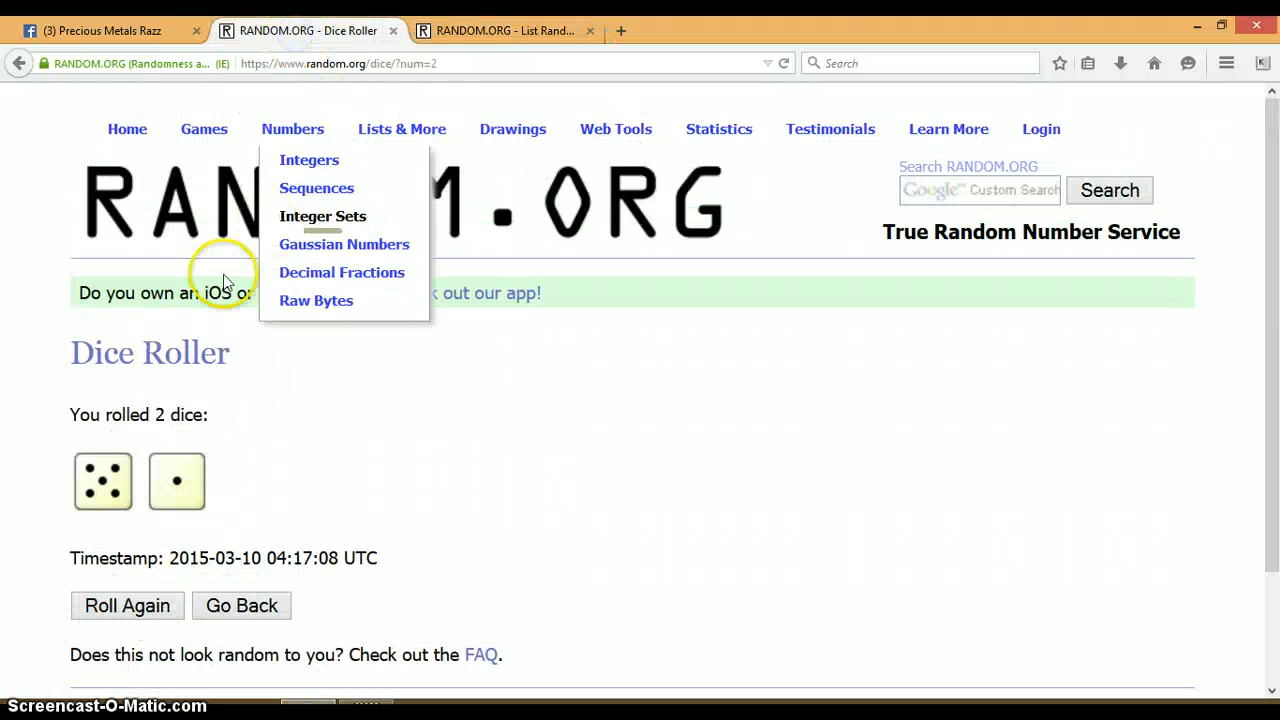 (3) Precious Metals Razz
RANDOM.ORG - Dice Roller
RANDOM.ORG - List Rand...
RANDOM.ORG (Randomness a... (IE)
https://www.random.org/dice/?num=2
Search
Home Games Numbers Lists & More Drawings Web Tools Statistics Testimonials Learn More Login
Integers
Sequences
Integer Sets
Gaussian Numbers
Decimal Fractions
Raw Bytes
RAN M.ORG
Search RANDOM.ORG
Google™ Custom Search
Search
True Random Number Service
Do you own an iOS or k out our app!
Dice Roller
You rolled 2 dice:
Timestamp: 2015-03-10 04:17:08 UTC
Roll Again Go Back
Does this not look random to you? Check out the FAQ.
Screencast-O-Matic.com